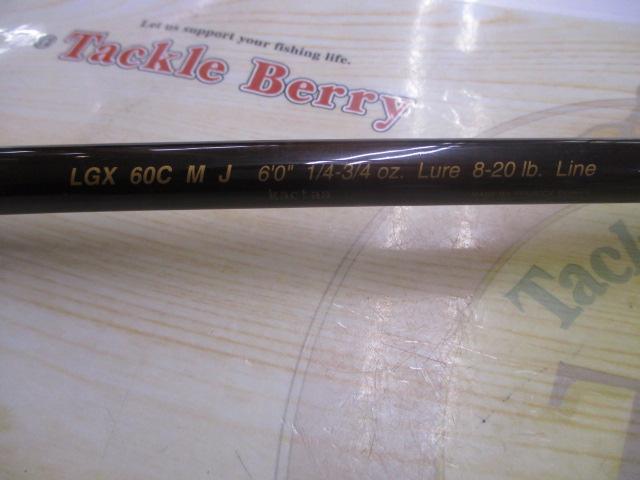 Let us support your fishing life.
® Tackle Berry
LGX 60C M J 6'0" 1/4-3/4 oz. Lure 8-20 lb. Line
Tack